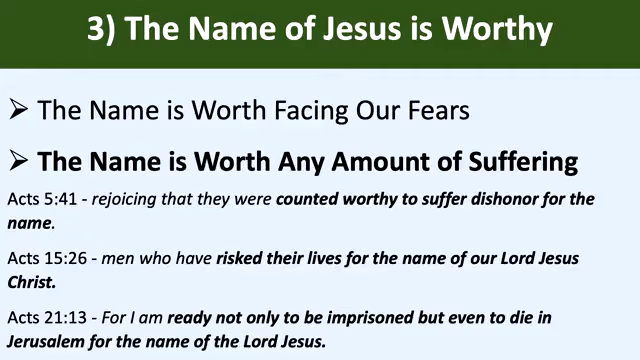 3) The Name of Jesus is Worthy
➢ The Name is Worth Facing Our Fears
➢ The Name is Worth Any Amount of Suffering
Acts 5:41 - rejoicing that they were counted worthy to suffer dishonor for the
name.
Acts 15:26 - men who have risked their lives for the name of our Lord Jesus
Christ.
Acts 21:13 - For I am ready not only to be imprisoned but even to die in
Jerusalem for the name of the Lord Jesus.